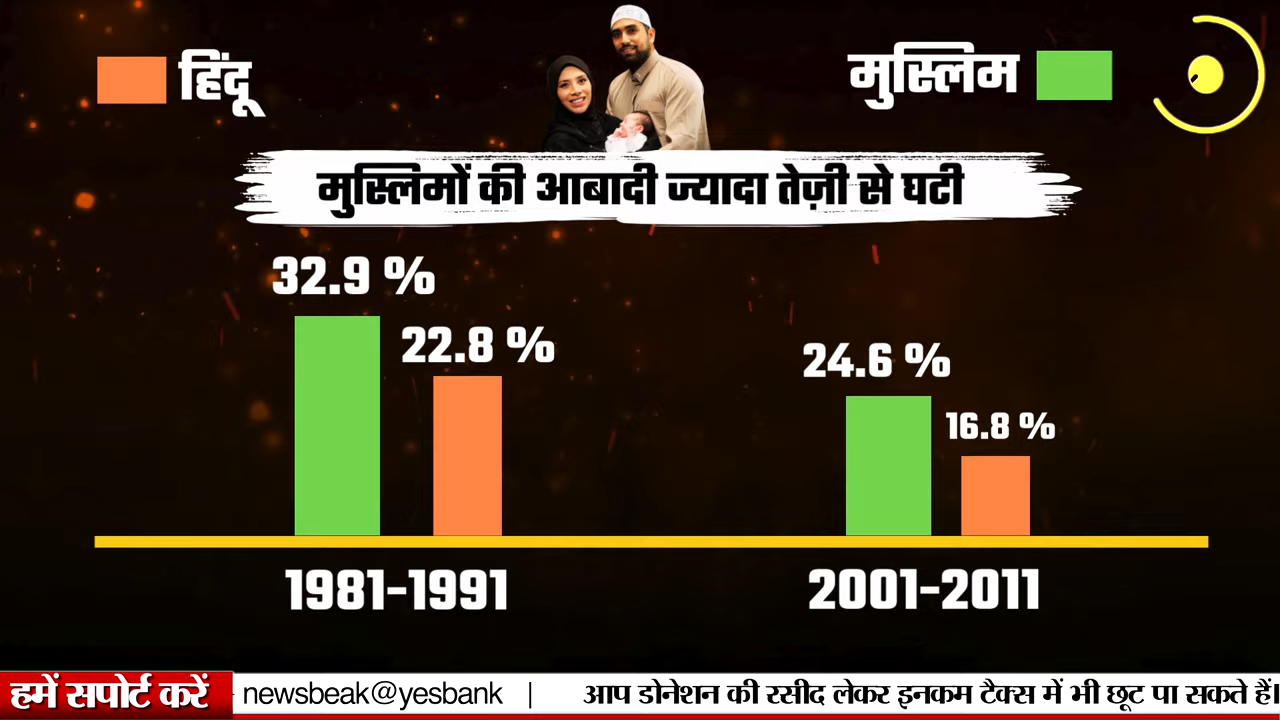 हिंदू
मुस्लिम
मुस्लिमों की आबादी ज्यादा तेज़ी से घटी
32.9 %
22.8 %
24.6 %
16.8 %
1981-1991
2001-2011
हमें सपोर्ट करें newsbeak@yesbank | आप डोनेशन की रसीद लेकर इनकम टैक्स में भी छूट पा सकते हैं।